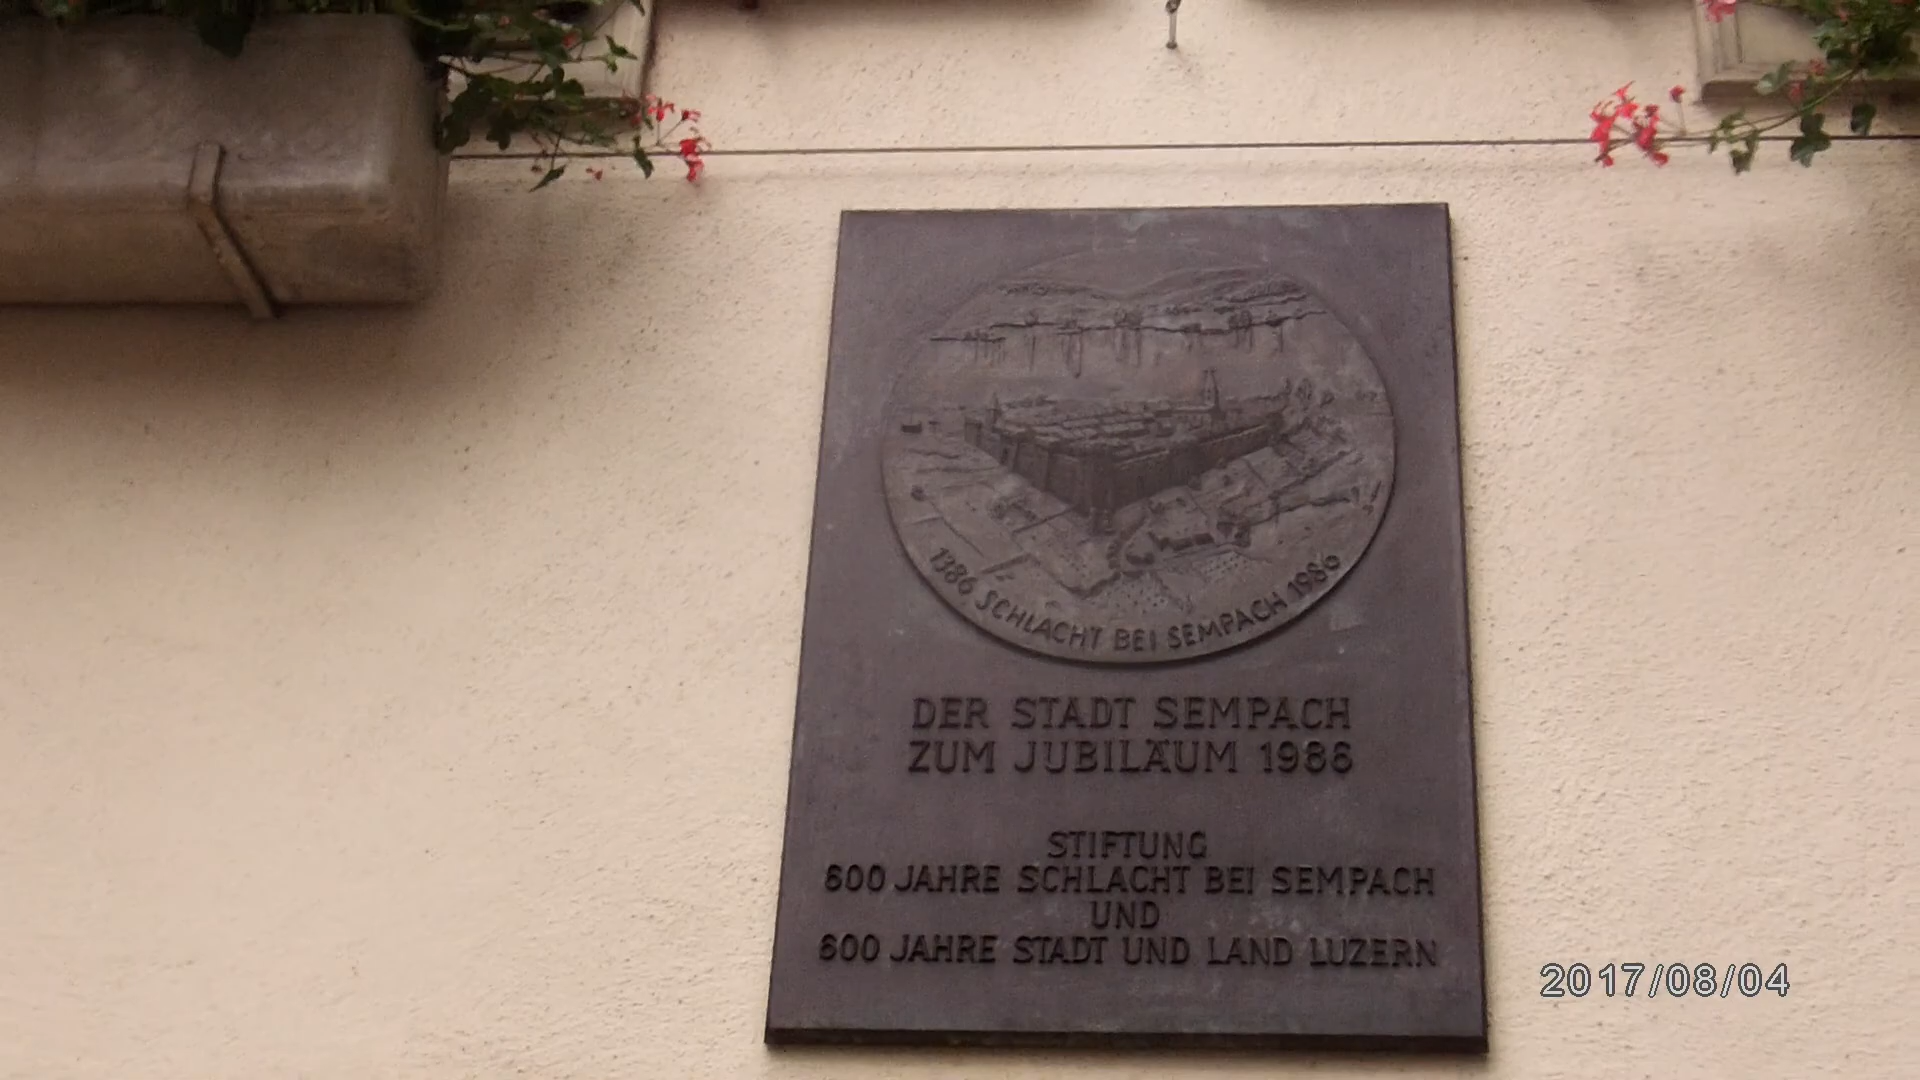 1386 SCHLACHT BEI SEMPACH 1986
DER STADT SEMPACH
ZUM JUBILÄUM 1986
STIFTUNG
600 JAHRE SCHLACHT BEI SEMPACH
UND
600 JAHRE STADT UND LAND LUZERN
2017/08/04